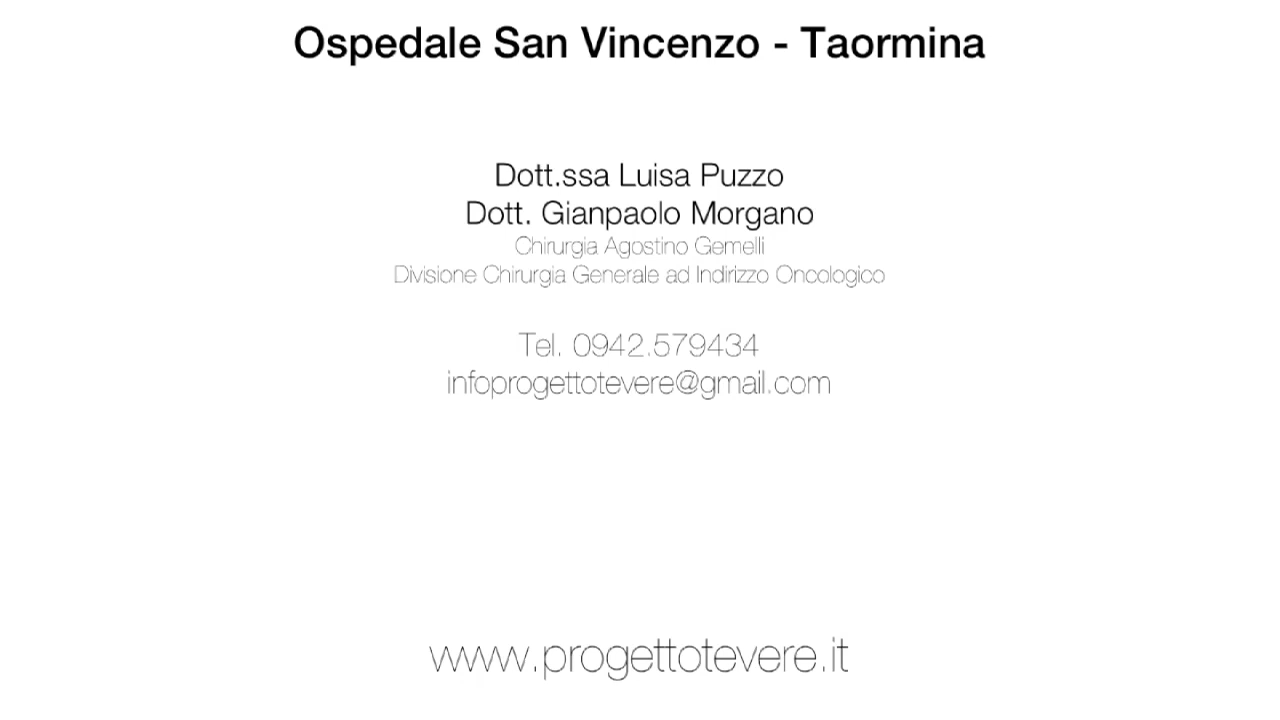 Ospedale San Vincenzo - Taormina
Dott.ssa Luisa Puzzo
Dott. Gianpaolo Morgano
Chirurgia Agostino Gemelli
Divisione Chirurgia Generale ad Indirizzo Oncologico
Tel. 0942.579434
infoprogettotevere@gmail.com
www.progettotevere.it